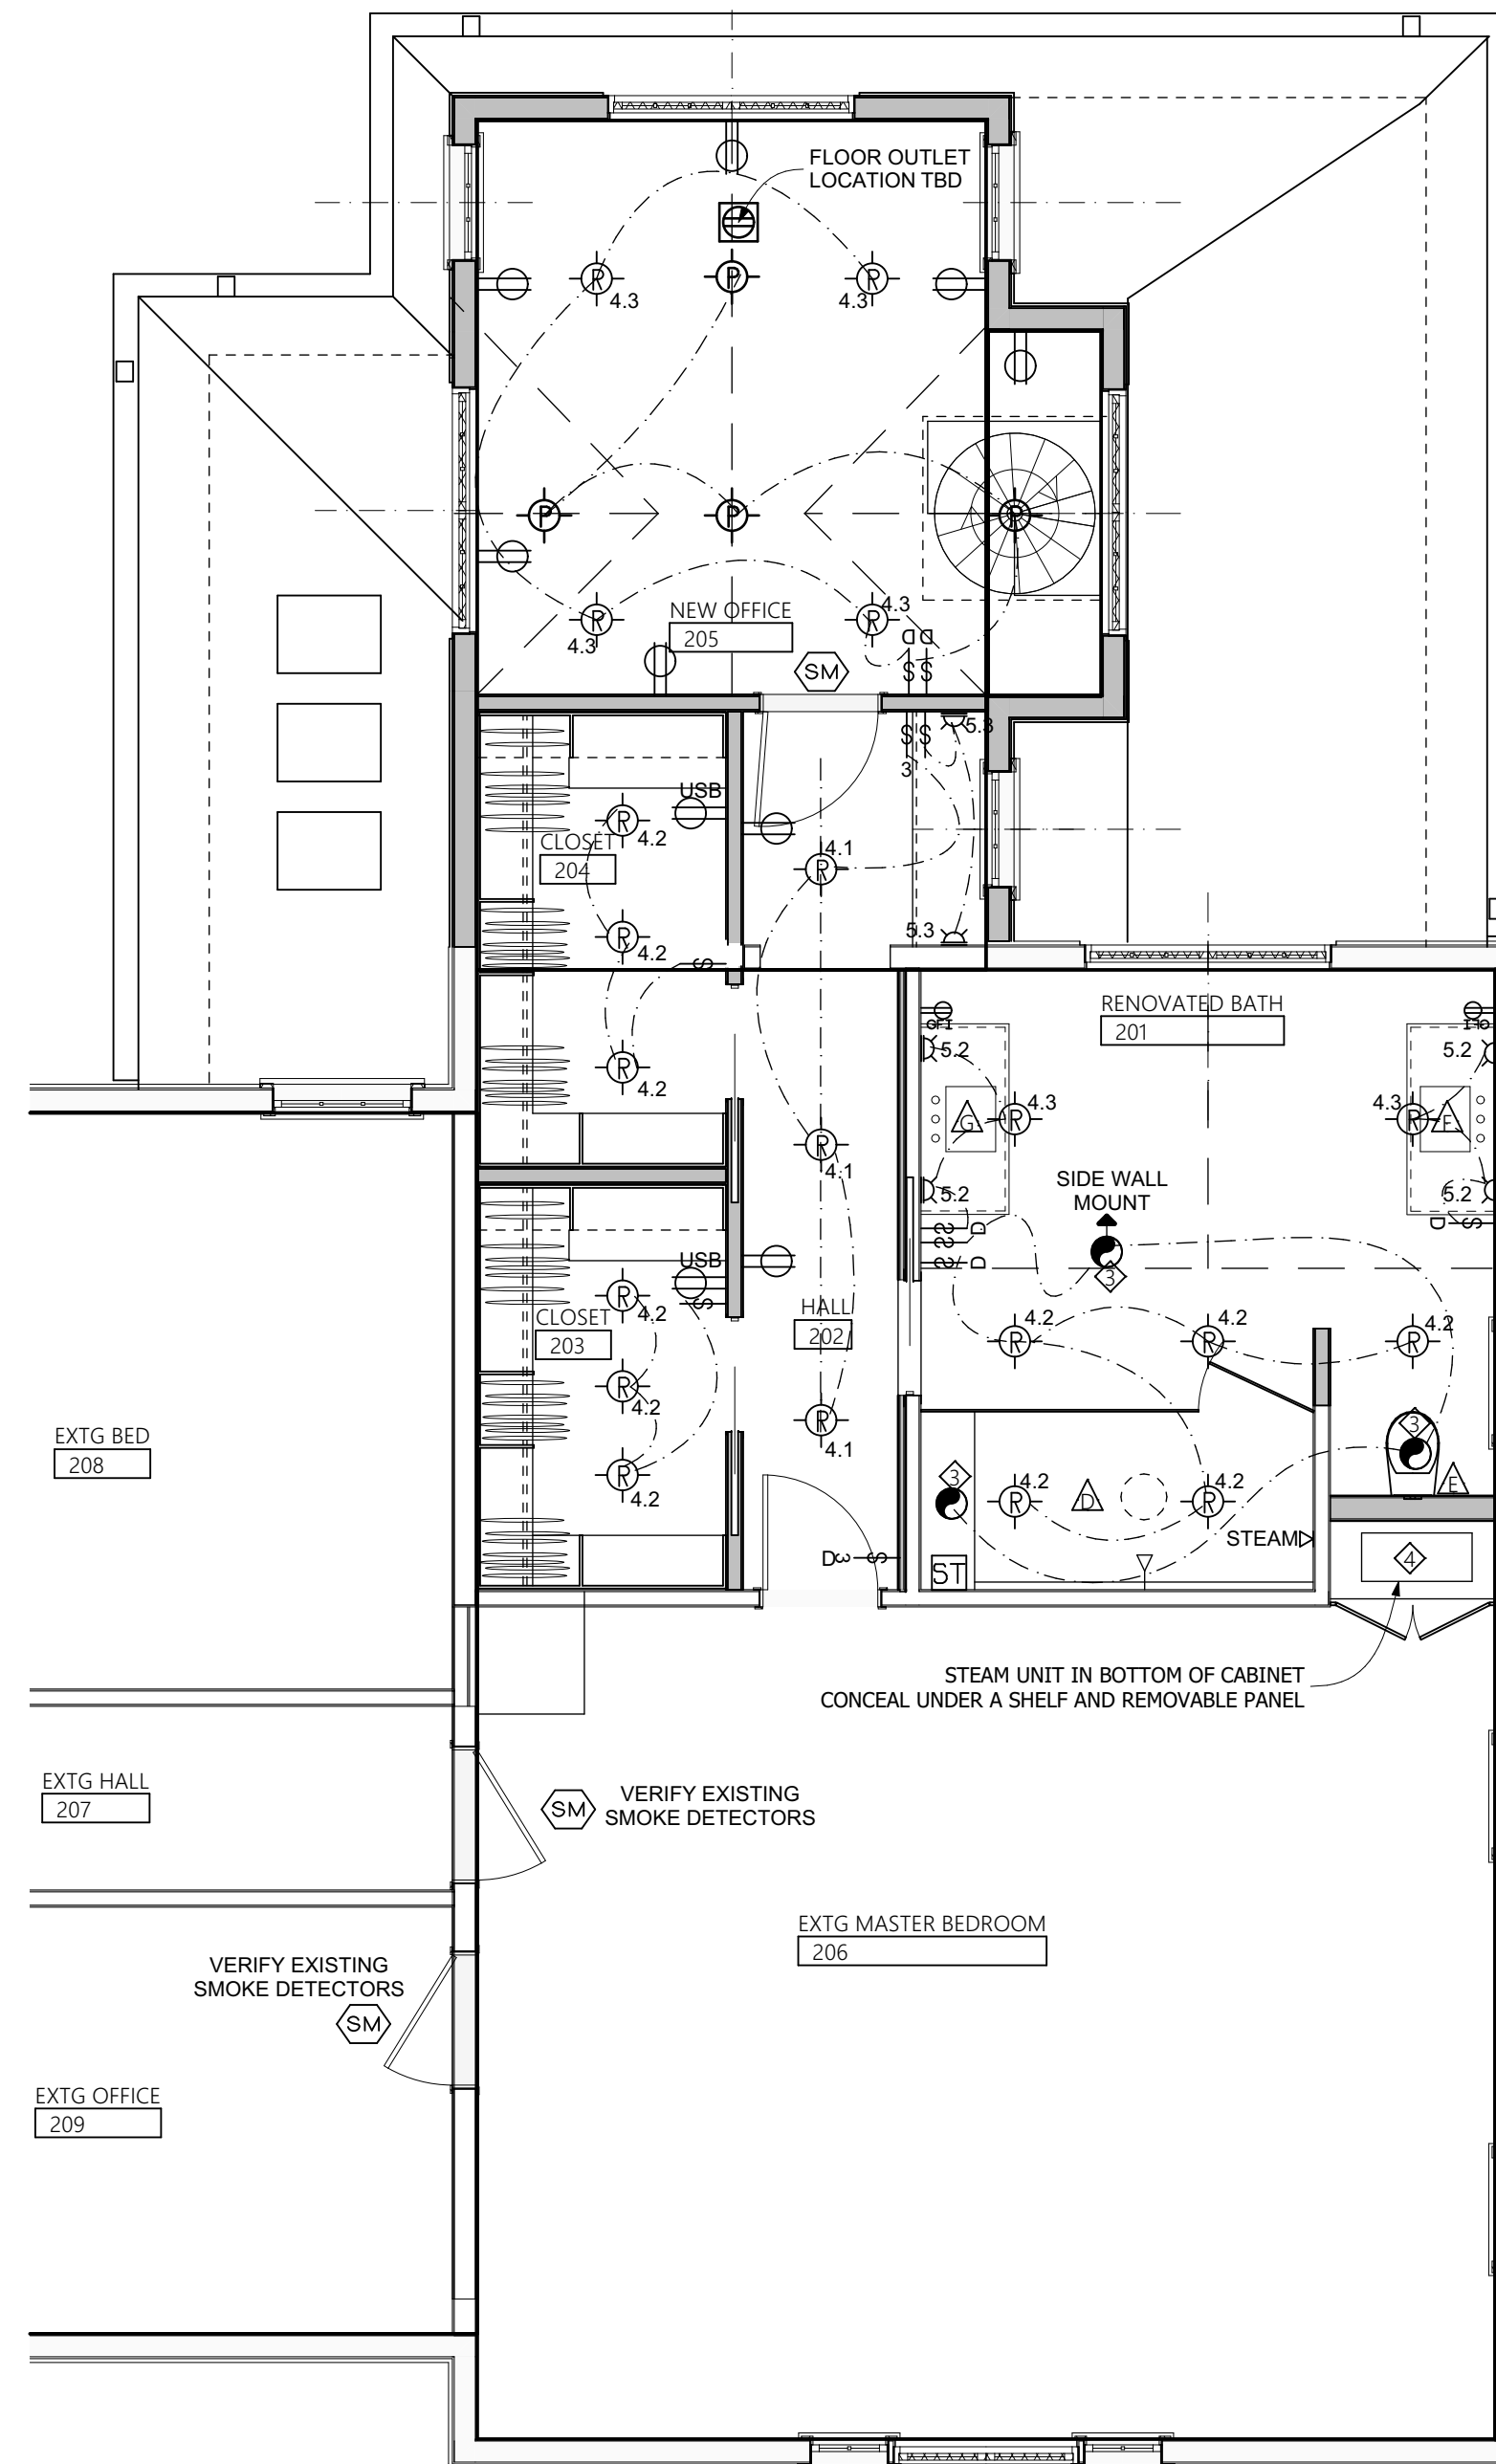 FLOOR OUTLET
LOCATION TBD
R
4.3
P
R
4.3
P
P
P
R
4.3
NEW OFFICE
205
R
4.3
D D
S S
SM
S S
3
5.3
USB
R
4.2
CLOSET
204
R
4.1
R
4.2
S
5.3
R
4.2
RENOVATED BATH
201
GFI
5.2
GFI
5.2
G
R
4.3
4.3
R
F
R
4.1
5.2
SIDE WALL
MOUNT
5.2
S
D
S
S
D
D
S
3
USB
S
R
4.2
CLOSET
203
HALL
202
R
4.2
R
4.2
R
4.2
R
4.2
R
4.1
R
4.2
3
R
4.2
D
R
4.2
3
E
STEAM
D 3 S
ST
4
EXTG BED
208
STEAM UNIT IN BOTTOM OF CABINET
CONCEAL UNDER A SHELF AND REMOVABLE PANEL
EXTG HALL
207
SM
VERIFY EXISTING
SMOKE DETECTORS
EXTG MASTER BEDROOM
206
VERIFY EXISTING
SMOKE DETECTORS
SM
EXTG OFFICE
209